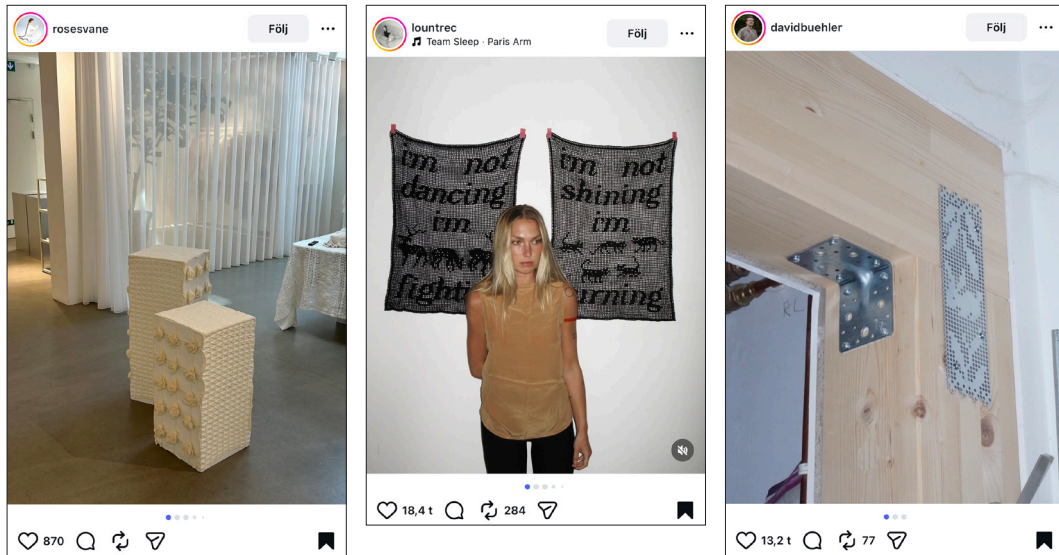 rosesvane
Följ
870
lountrec
Team Sleep · Paris Arm
Följ
im not
dancing
im
fight
im not
shining
im
urning
18,4 t
284
davidbuehler
Följ
RL
13,2 t
77